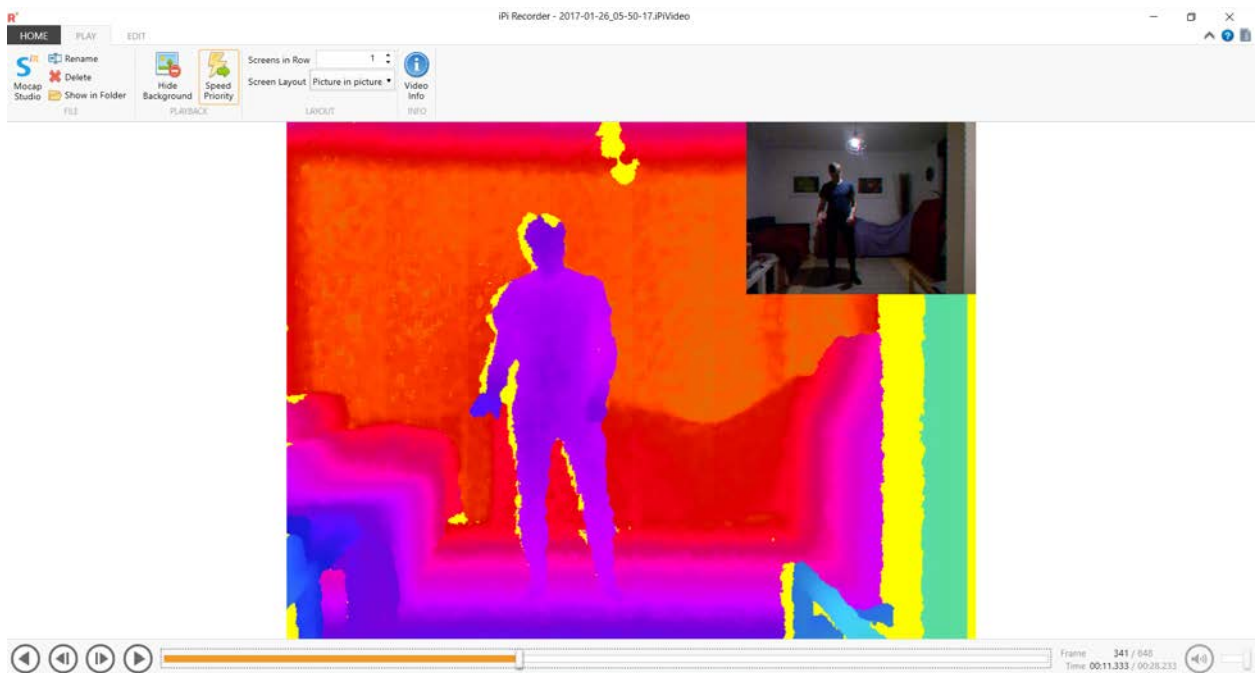 R'
iPi Recorder - 2017-01-26_05-50-17.iPiVideo
HOME PLAY EDIT
Mocap Studio
Rename
Delete
Show in Folder
FILE
Hide Background
Speed Priority
PLAYBACK
Screens in Row 1
Screen Layout Picture in picture
LAYOUT
Video Info
INFO
Frame 341 / 848
Time 00:11.333 / 00:28.233